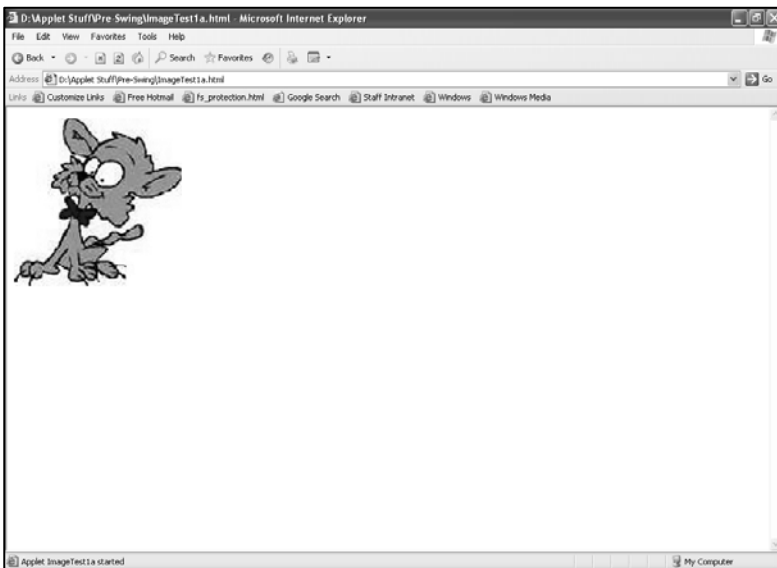 D:\Applet Stuff\Pre-Swing\ImageTest1a.html - Microsoft Internet Explorer
File Edit View Favorites Tools Help
Back Search Favorites
Address D:\Applet Stuff\Pre-Swing\ImageTest1a.html Go
Links Customize Links Free Hotmail fs_protection.html Google Search Staff Intranet Windows Windows Media
Applet ImageTest1a started My Computer